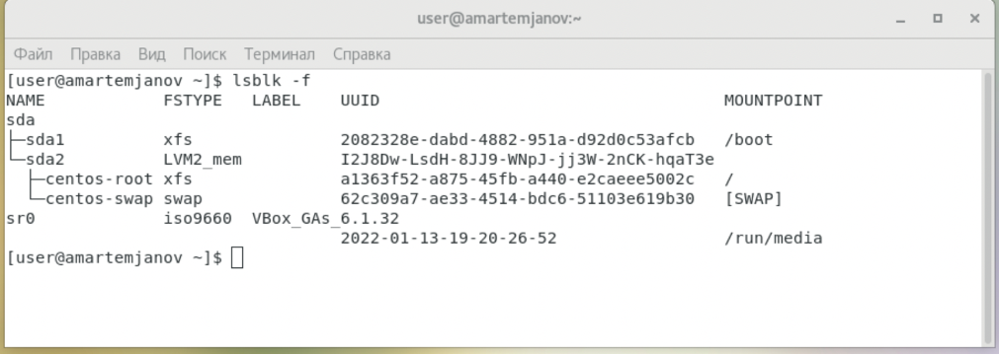 user@amartemjanov:~
Файл Правка Вид Поиск Терминал Справка
[user@amartemjanov ~]$ lsblk -f
NAME FSTYPE LABEL UUID MOUNTPOINT
sda
├─sda1 xfs 2082328e-dabd-4882-951a-d92d0c53afcb /boot
└─sda2 LVM2_mem I2J8Dw-LsdH-8JJ9-WNpJ-jj3W-2nCK-hqaT3e
├─centos-root xfs a1363f52-a875-45fb-a440-e2caeee5002c /
└─centos-swap swap 62c309a7-ae33-4514-bdc6-51103e619b30 [SWAP]
sr0 iso9660 VBox_GAs_6.1.32
2022-01-13-19-20-26-52 /run/media
[user@amartemjanov ~]$